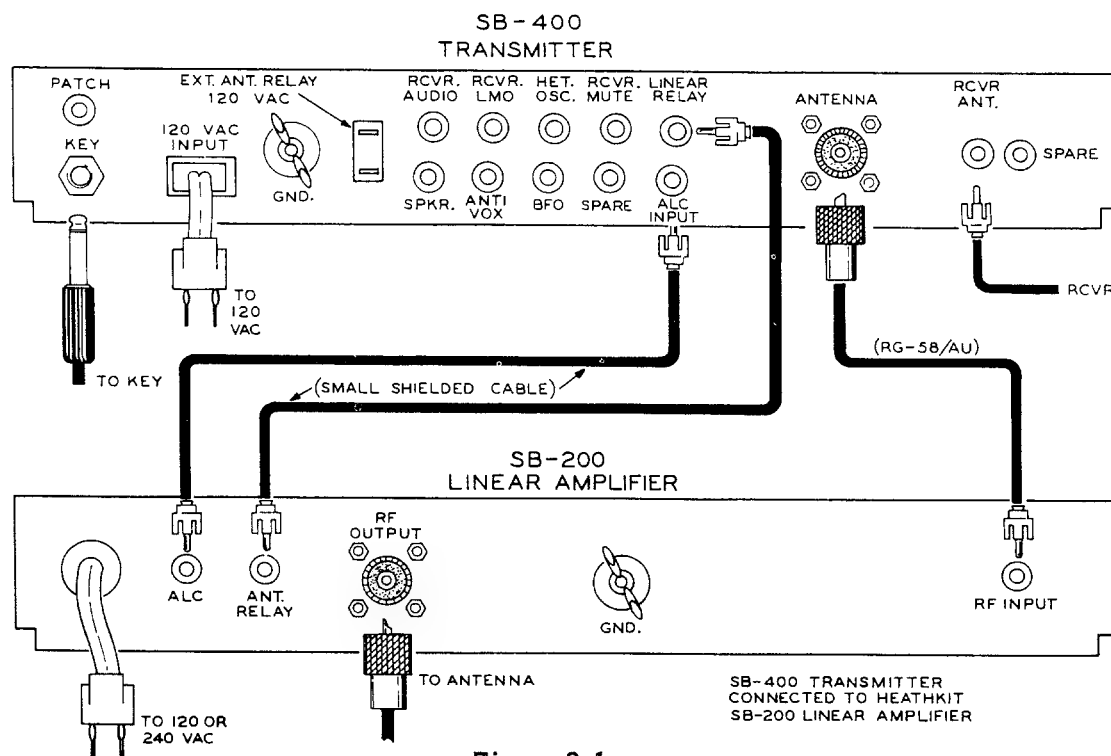 SB-400
TRANSMITTER
PATCH
EXT. ANT. RELAY
120 VAC
RCVR.
AUDIO
RCVR.
LMO
HET.
OSC.
RCVR.
MUTE
LINEAR
RELAY
ANTENNA
RCVR
ANT.
KEY
120 VAC
INPUT
GND.
SPARE
SPKR.
ANTI
VOX
BFO
SPARE
ALC
INPUT
TO
120
VAC
RCVR
TO KEY
(RG-58/AU)
(SMALL SHIELDED CABLE)
SB-200
LINEAR AMPLIFIER
RF
OUTPUT
ALC
ANT.
RELAY
GND.
RF INPUT
TO ANTENNA
SB-400 TRANSMITTER
CONNECTED TO HEATHKIT
SB-200 LINEAR AMPLIFIER
TO 120 OR
240 VAC